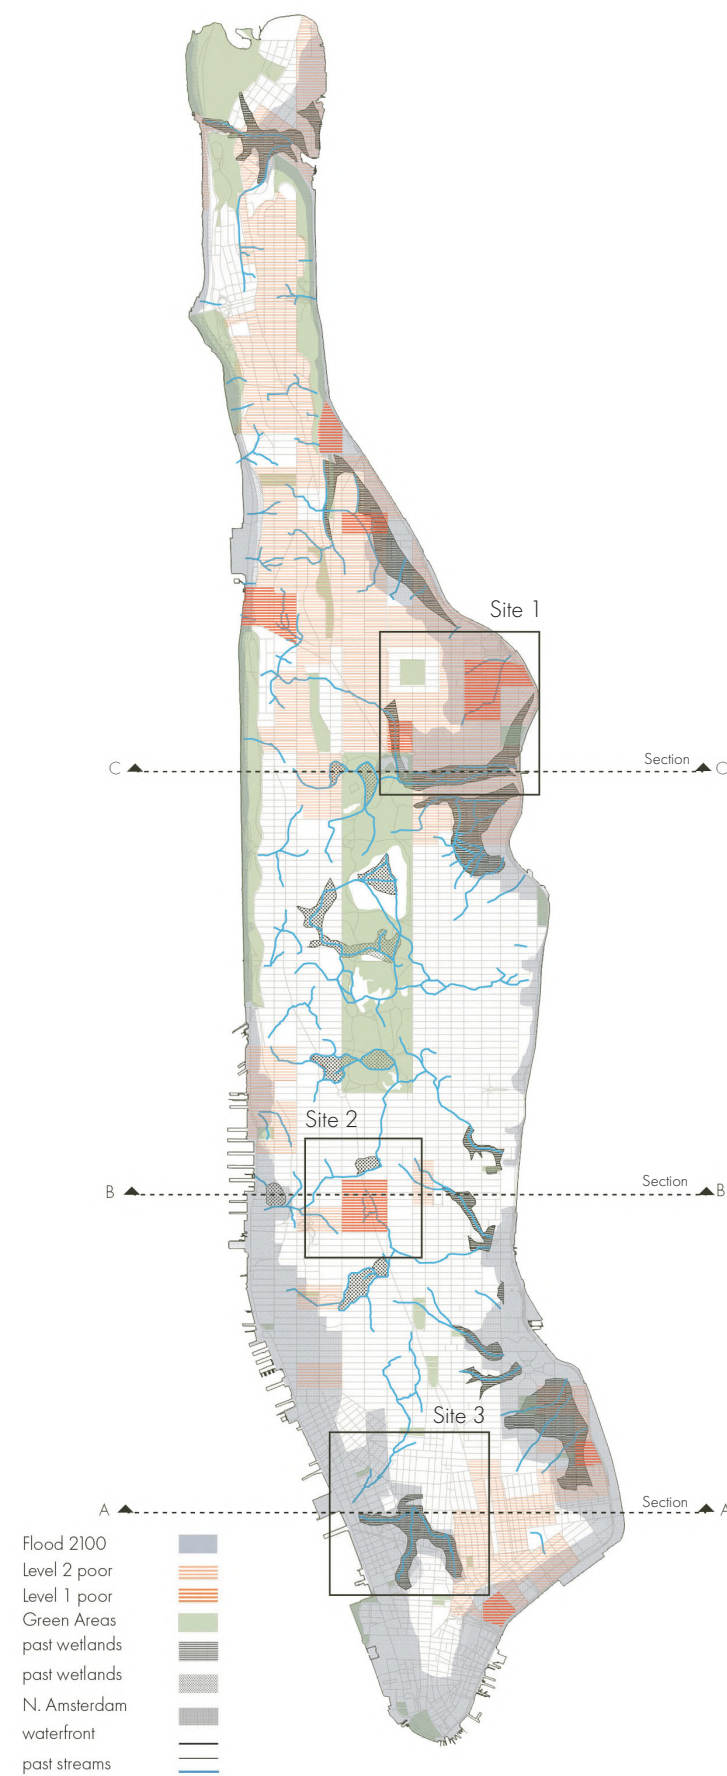 Site 1
Section
C
C
Site 2
Section
B
B
Site 3
Section
A
A
Flood 2100
Level 2 poor
Level 1 poor
Green Areas
past wetlands
past wetlands
N. Amsterdam
waterfront
past streams